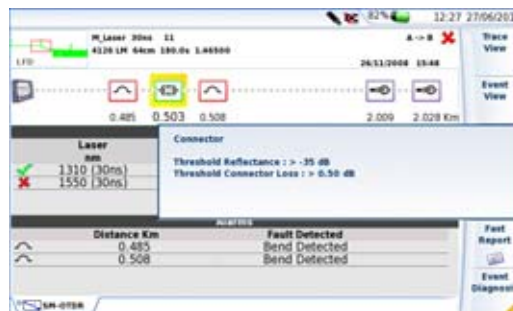 82% 12:27 27/06/201
M_Laser 30ns 11
4126 LM 64cm 180.0s 1.46500
A -> B
26/11/2008 15:48
Trace
View
Event
View
0.485 0.503 0.508 2.009 2.028 Km
Laser
nm
1310 (30ns)
1550 (30ns)
Connector
Threshold Reflectance : > -35 dB
Threshold Connector Loss : > 0.50 dB
Alarms
Distance Km Fault Detected
0.485 Bend Detected
0.508 Bend Detected
Fast
Report
Event
Diagnost
SM-OTDR